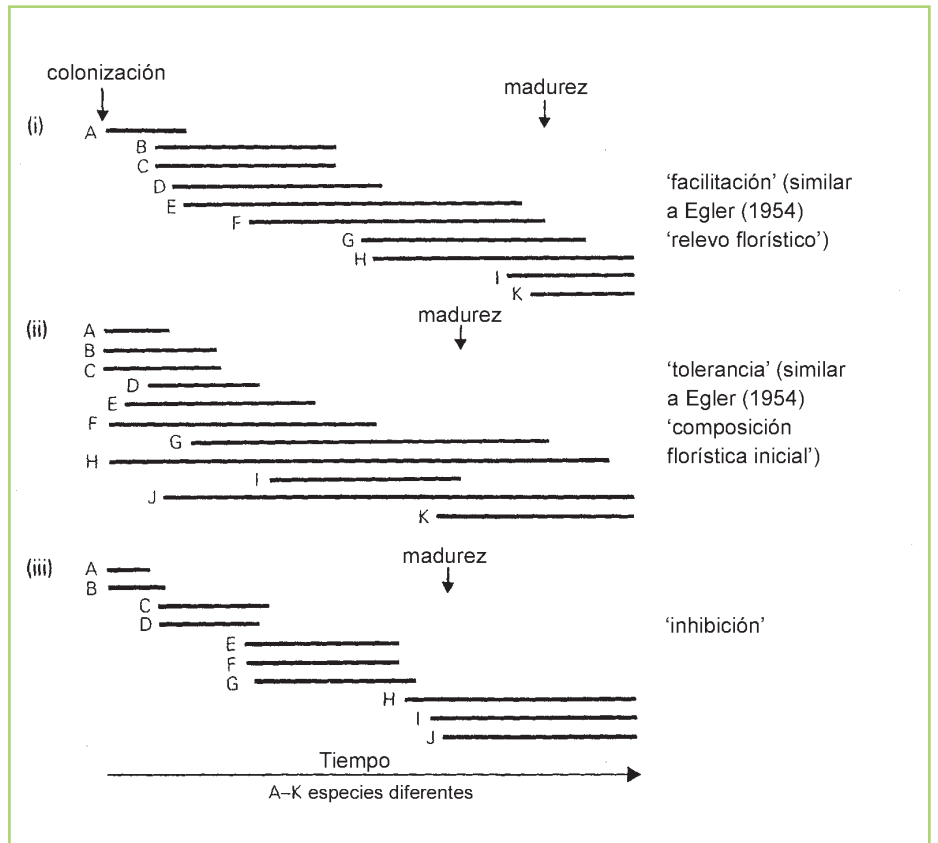 colonización
madurez
(i)
A
B
C
D
E
F
G
H
I
K
'facilitación' (similar
a Egler (1954)
'relevo florístico')
madurez
(ii)
A
B
C
D
E
F
G
H
I
J
K
'tolerancia' (similar
a Egler (1954)
'composición
florística inicial')
madurez
(iii)
A
B
C
D
E
F
G
H
I
J
'inhibición'
Tiempo
A–K especies diferentes